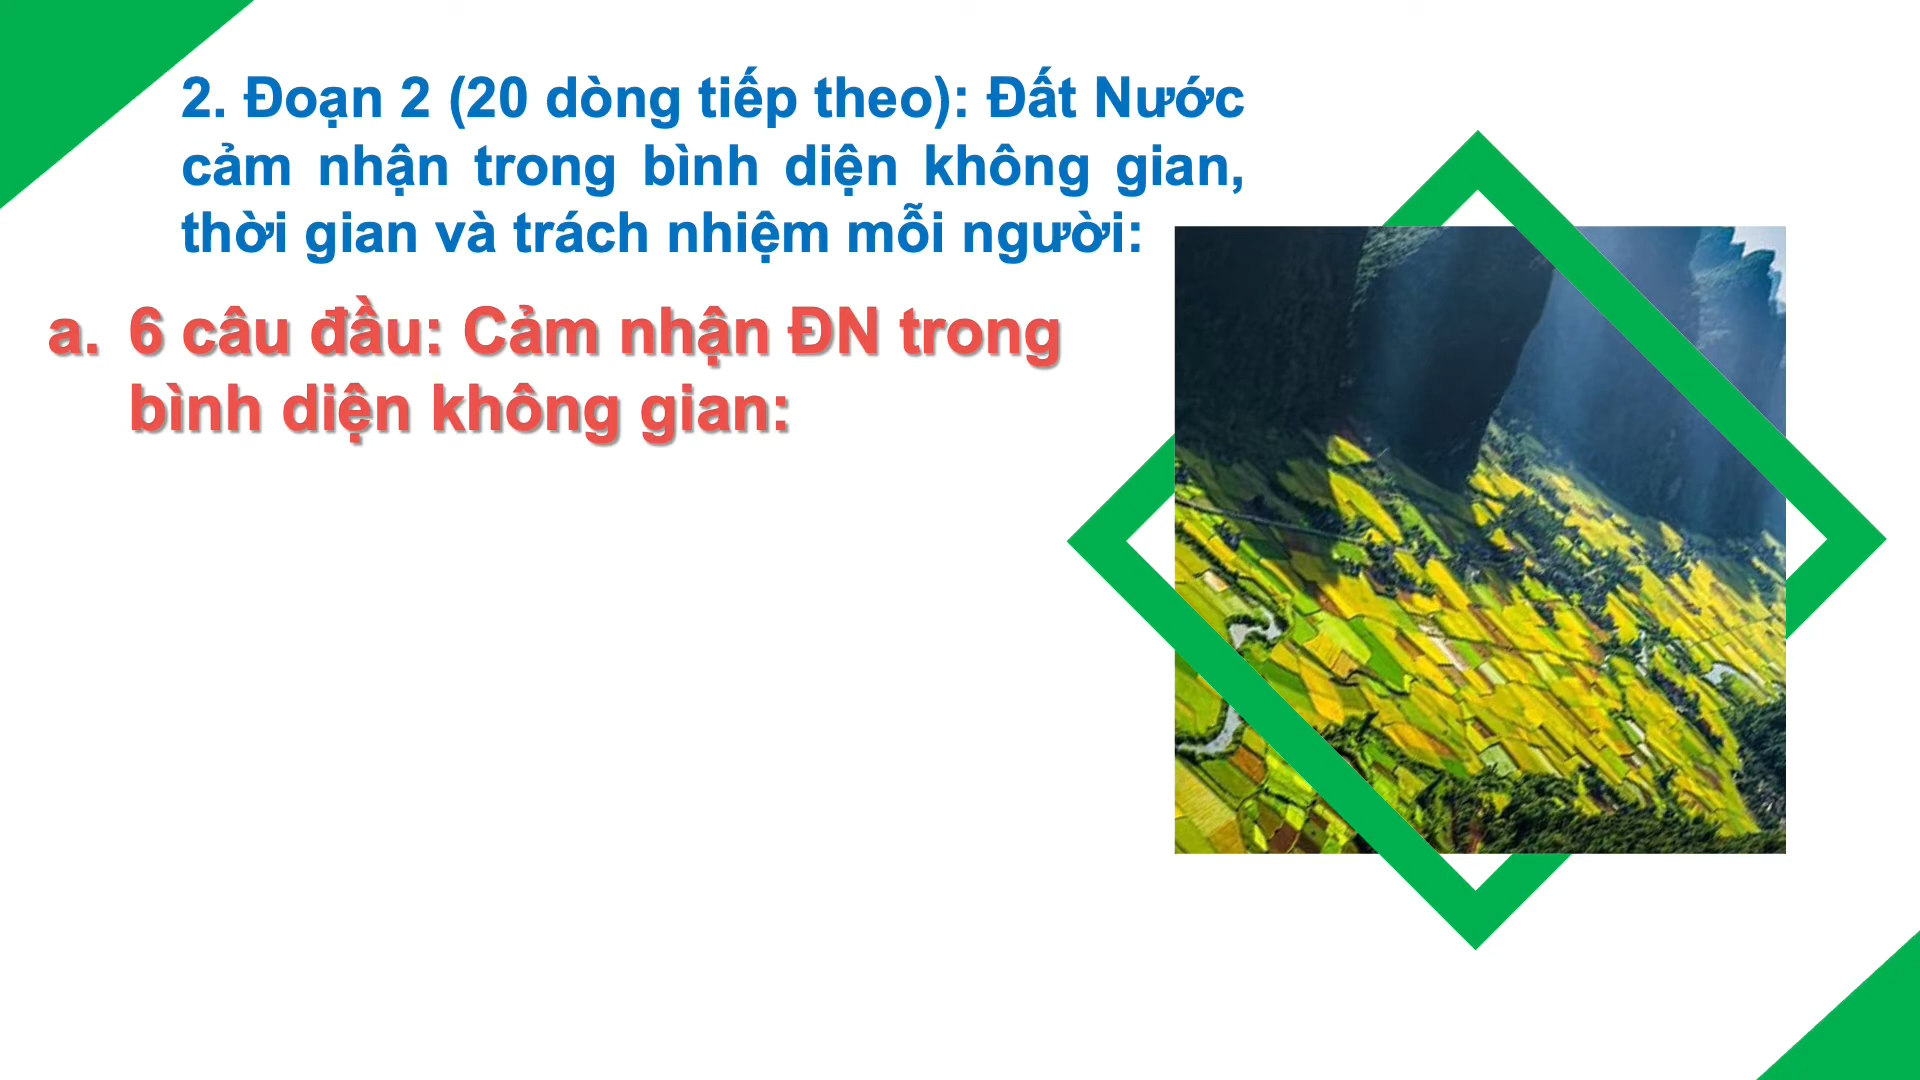 2. Đoạn 2 (20 dòng tiếp theo): Đất Nước
cảm nhận trong bình diện không gian,
thời gian và trách nhiệm mỗi người:
a. 6 câu đầu: Cảm nhận ĐN trong
bình diện không gian: